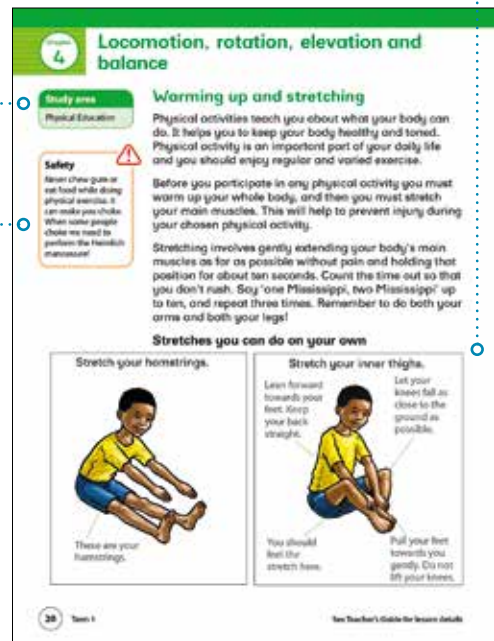 Chapter
4
Locomotion, rotation, elevation and
balance
Study area
Physical Education
Safety
Never chew gum or
eat food while doing
physical exercise. It
can make you choke.
When some people
choke we need to
perform the Heimlich
manoeuvre!
Warming up and stretching
Physical activities teach you about what your body can
do. It helps you to keep your body healthy and toned.
Physical activity is an important part of your daily life
and you should enjoy regular and varied exercise.
Before you participate in any physical activity you must
warm up your whole body, and then you must stretch
your main muscles. This will help to prevent injury during
your chosen physical activity.
Stretching involves gently extending your body's main
muscles as far as possible without pain and holding that
position for about ten seconds. Count the time out so that
you don't rush. Say 'one Mississippi, two Mississippi' up
to ten, and repeat three times. Remember to do both your
arms and both your legs!
Stretches you can do on your own
Stretch your hamstrings.
These are your
hamstrings.
Stretch your inner thighs.
Lean forward
towards your
feet. Keep
your back
straight.
Let your
knees fall as
close to the
ground as
possible.
You should
feel the
stretch here.
Pull your feet
towards you
gently. Do not
lift your knees.
Term 1
See Teacher's Guide for lesson details